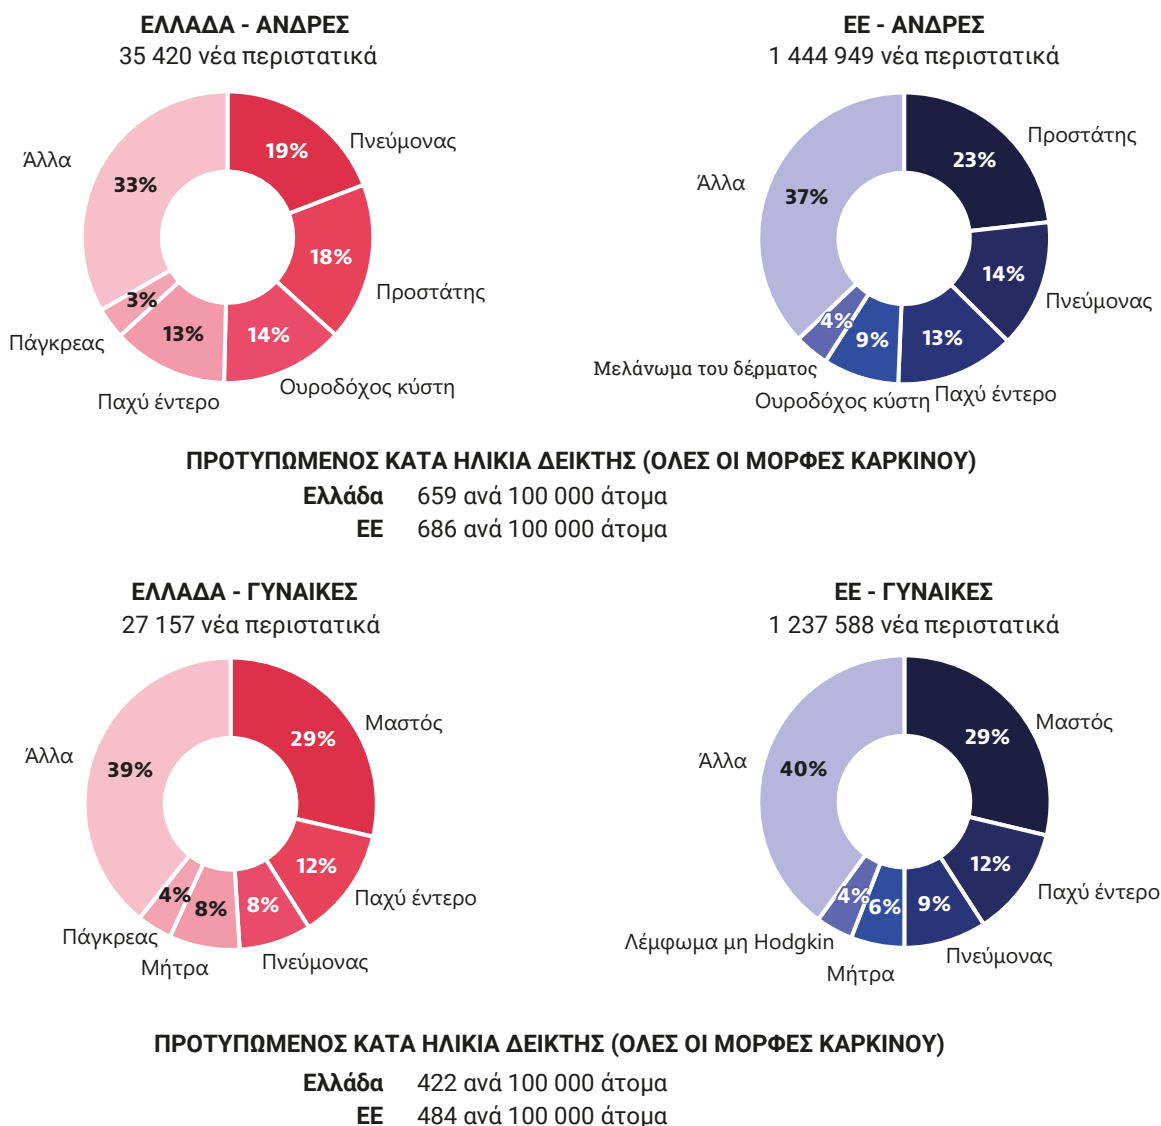 ΕΛΛΑΔΑ - ΑΝΔΡΕΣ
35 420 νέα περιστατικά
19%
Πνεύμονας
18%
Προστάτης
14%
Ουροδόχος κύστη
13%
Παχύ έντερο
3%
Πάγκρεας
33%
Άλλα
ΕΕ - ΑΝΔΡΕΣ
1 444 949 νέα περιστατικά
23%
Προστάτης
14%
Πνεύμονας
13%
Παχύ έντερο
9%
Ουροδόχος κύστη
4%
Μελάνωμα του δέρματος
37%
Άλλα
ΠΡΟΤΥΠΩΜΕΝΟΣ ΚΑΤΑ ΗΛΙΚΙΑ ΔΕΙΚΤΗΣ (ΟΛΕΣ ΟΙ ΜΟΡΦΕΣ ΚΑΡΚΙΝΟΥ)
Ελλάδα 659 ανά 100 000 άτομα
ΕΕ 686 ανά 100 000 άτομα
ΕΛΛΑΔΑ - ΓΥΝΑΙΚΕΣ
27 157 νέα περιστατικά
29%
Μαστός
12%
Παχύ έντερο
8%
Πνεύμονας
8%
Μήτρα
4%
Πάγκρεας
39%
Άλλα
ΕΕ - ΓΥΝΑΙΚΕΣ
1 237 588 νέα περιστατικά
29%
Μαστός
12%
Παχύ έντερο
9%
Πνεύμονας
6%
Μήτρα
4%
Λέμφωμα μη Hodgkin
40%
Άλλα
ΠΡΟΤΥΠΩΜΕΝΟΣ ΚΑΤΑ ΗΛΙΚΙΑ ΔΕΙΚΤΗΣ (ΟΛΕΣ ΟΙ ΜΟΡΦΕΣ ΚΑΡΚΙΝΟΥ)
Ελλάδα 422 ανά 100 000 άτομα
ΕΕ 484 ανά 100 000 άτομα